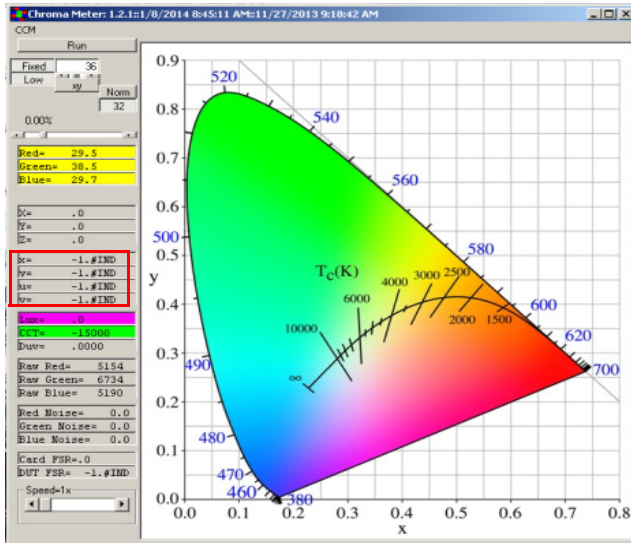 Chroma Meter: 1.2.1::1/8/2014 8:45:11 AM::11/27/2013 9:18:42 AM
CCM
Run
Fixed 36
Low xy
Norm
32
0.00%
Red= 29.5
Green= 38.5
Blue= 29.7
X= .0
Y= .0
Z= .0
x= -1.#IND
y= -1.#IND
u= -1.#IND
v= -1.#IND
Lux= .0
CCT= -15000
Duv= .0000
Raw Red= 5154
Raw Green= 6734
Raw Blue= 5190
Red Noise= 0.0
Green Noise= 0.0
Blue Noise= 0.0
Card FSR=.0
DUT FSR= -1.#IND
Speed=1x
0.9
0.8
0.7
0.6
0.5
0.4
0.3
0.2
0.1
0.0
y
520
540
560
500
580
Tc(K)
4000 3000 2500
6000
10000
2000 1500
600
620
∞
490
700
480
470
460
380
0.0 0.1 0.2 0.3 0.4 0.5 0.6 0.7 0.8
x